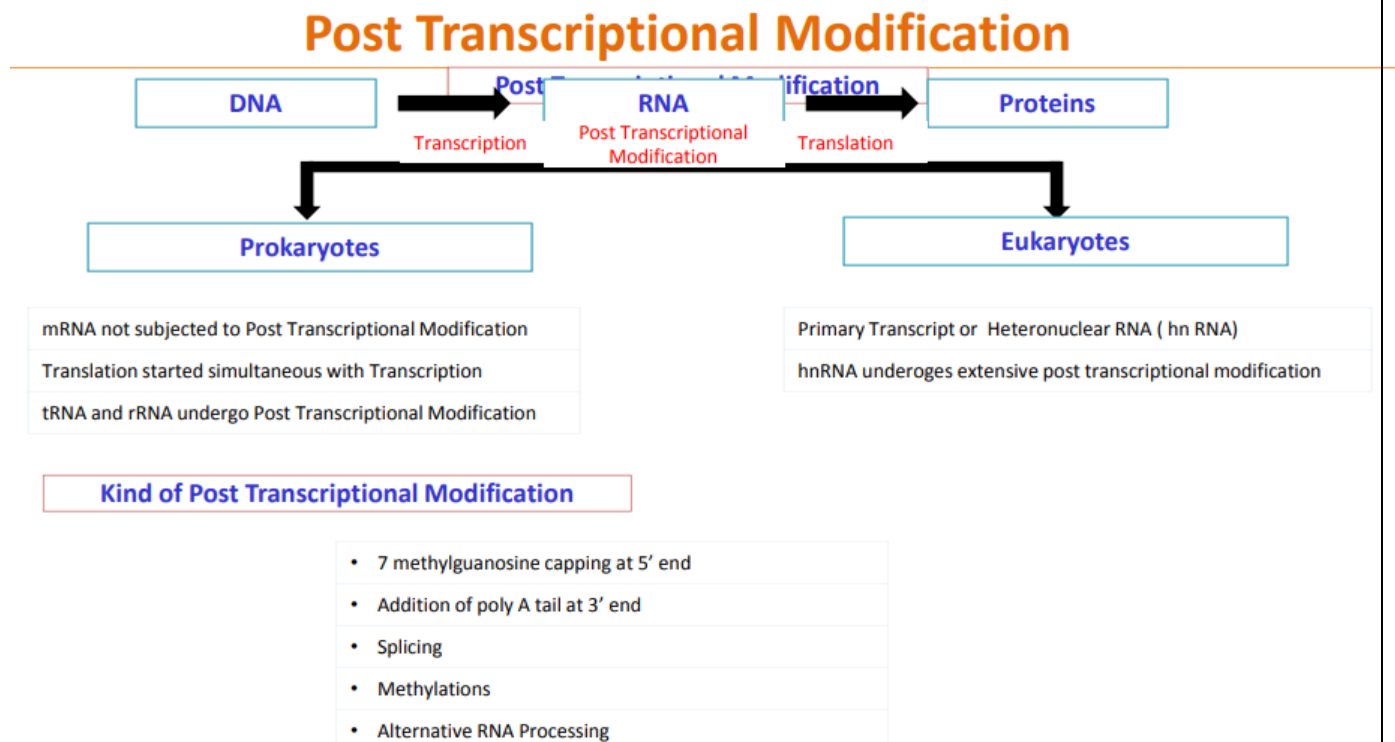 Post Transcriptional Modification
Post ification
DNA
RNA
Proteins
Transcription
Post Transcriptional
Modification
Translation
Prokaryotes
Eukaryotes
mRNA not subjected to Post Transcriptional Modification
Translation started simultaneous with Transcription
tRNA and rRNA undergo Post Transcriptional Modification
Primary Transcript or Heteronuclear RNA ( hn RNA)
hnRNA underoges extensive post transcriptional modification
Kind of Post Transcriptional Modification
• 7 methylguanosine capping at 5’ end
• Addition of poly A tail at 3’ end
• Splicing
• Methylations
• Alternative RNA Processing